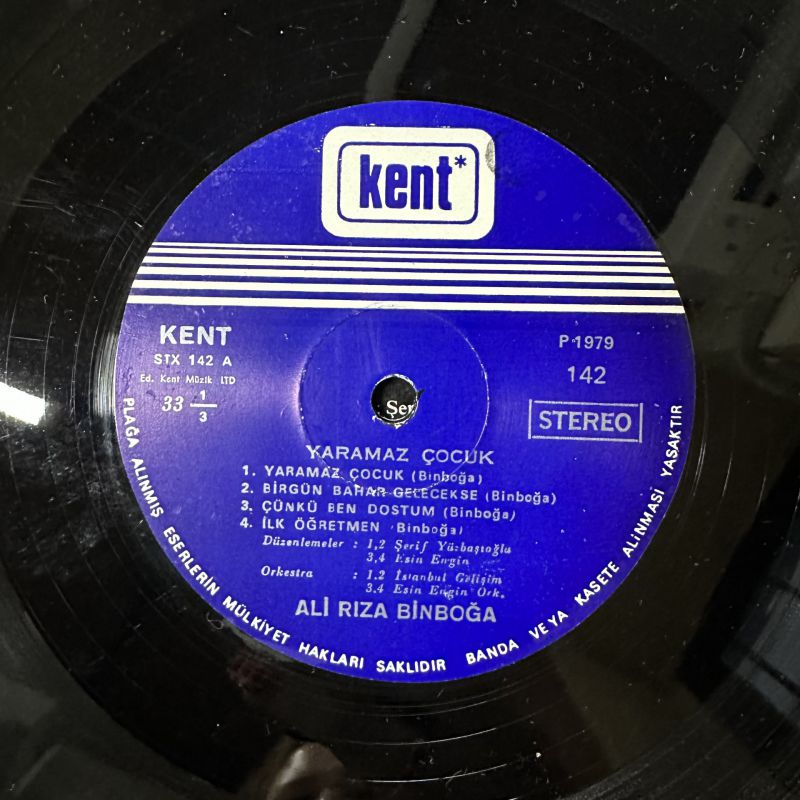 kent*
KENT
STX 142 A
Ed. Kent Müzik LTD
33 1/3
P 1979
142
STEREO
Şer
YARAMAZ ÇOCUK
1. YARAMAZ ÇOCUK (Binboğa)
2. BİRGÜN BAHAR GELECEKSE (Binboğa)
3. ÇÜNKÜ BEN DOSTUM (Binboğa)
4. İLK ÖĞRETMEN (Binboğa)
Düzenlemeler : 1,2 Şerif Yüzbaşıoğlu
3,4 Esin Engin
Orkestra : 1.2 İstanbul Gelişim
3.4 Esin Engin Ork.
ALİ RIZA BİNBOĞA
PLAĞA ALINMIŞ ESERLERİN MÜLKİYET HAKLARI SAKLIDIR BANDA VEYA KASETE ALINMASI YASAKTIR